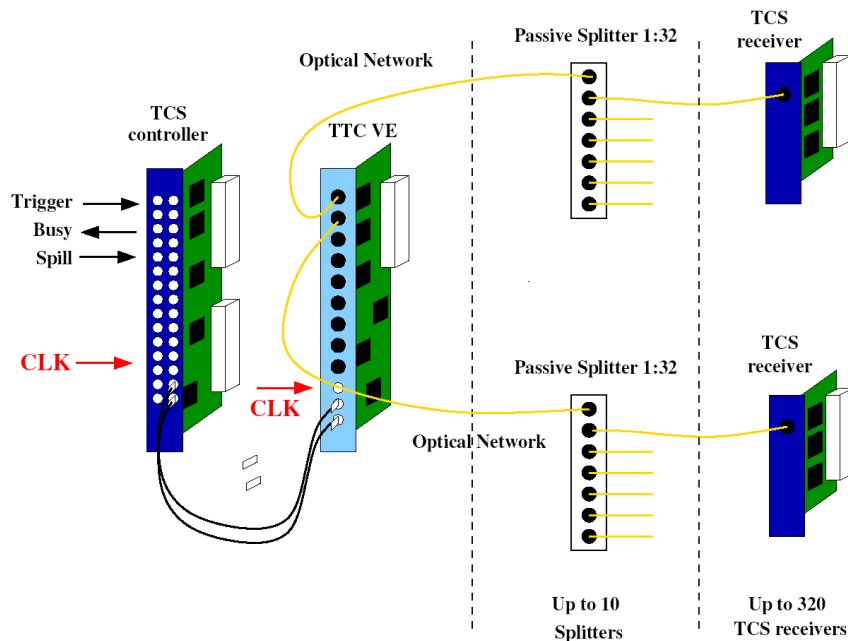 Passive Splitter 1:32
TCS
receiver
Optical Network
TCS
controller
TTC VE
Trigger
Busy
Spill
CLK
CLK
Passive Splitter 1:32
TCS
receiver
Optical Network
Up to 10
Splitters
Up to 320
TCS receivers